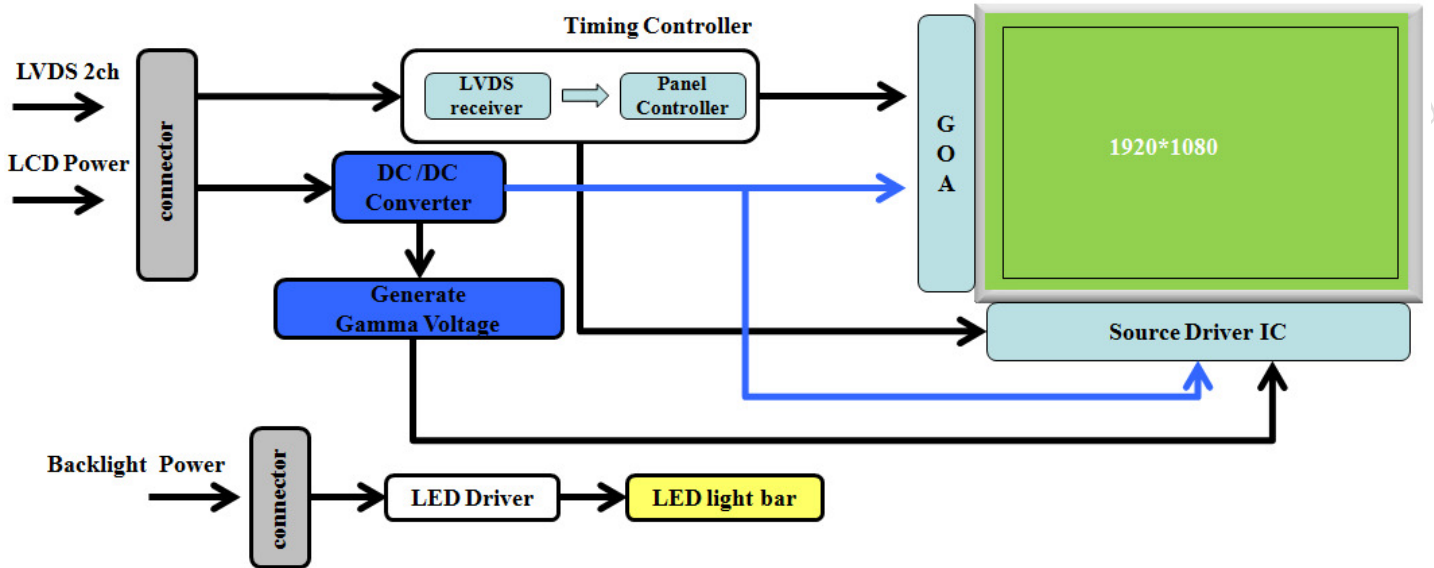 Timing Controller
LVDS 2ch
LVDS
receiver
Panel
Controller
LCD Power
connector
DC /DC
Converter
G
O
A
1920*1080
Generate
Gamma Voltage
Source Driver IC
Backlight Power
connector
LED Driver
LED light bar